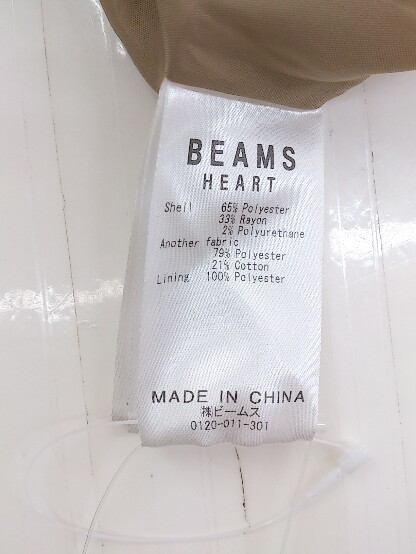 BEAMS
HEART
Shell 65% Polyester
33% Rayon
2% Polyurethane
Another fabric
79% Polyester
21% Cotton
Lining 100% Polyester
MADE IN CHINA
㈱ビームス
0120-011-301